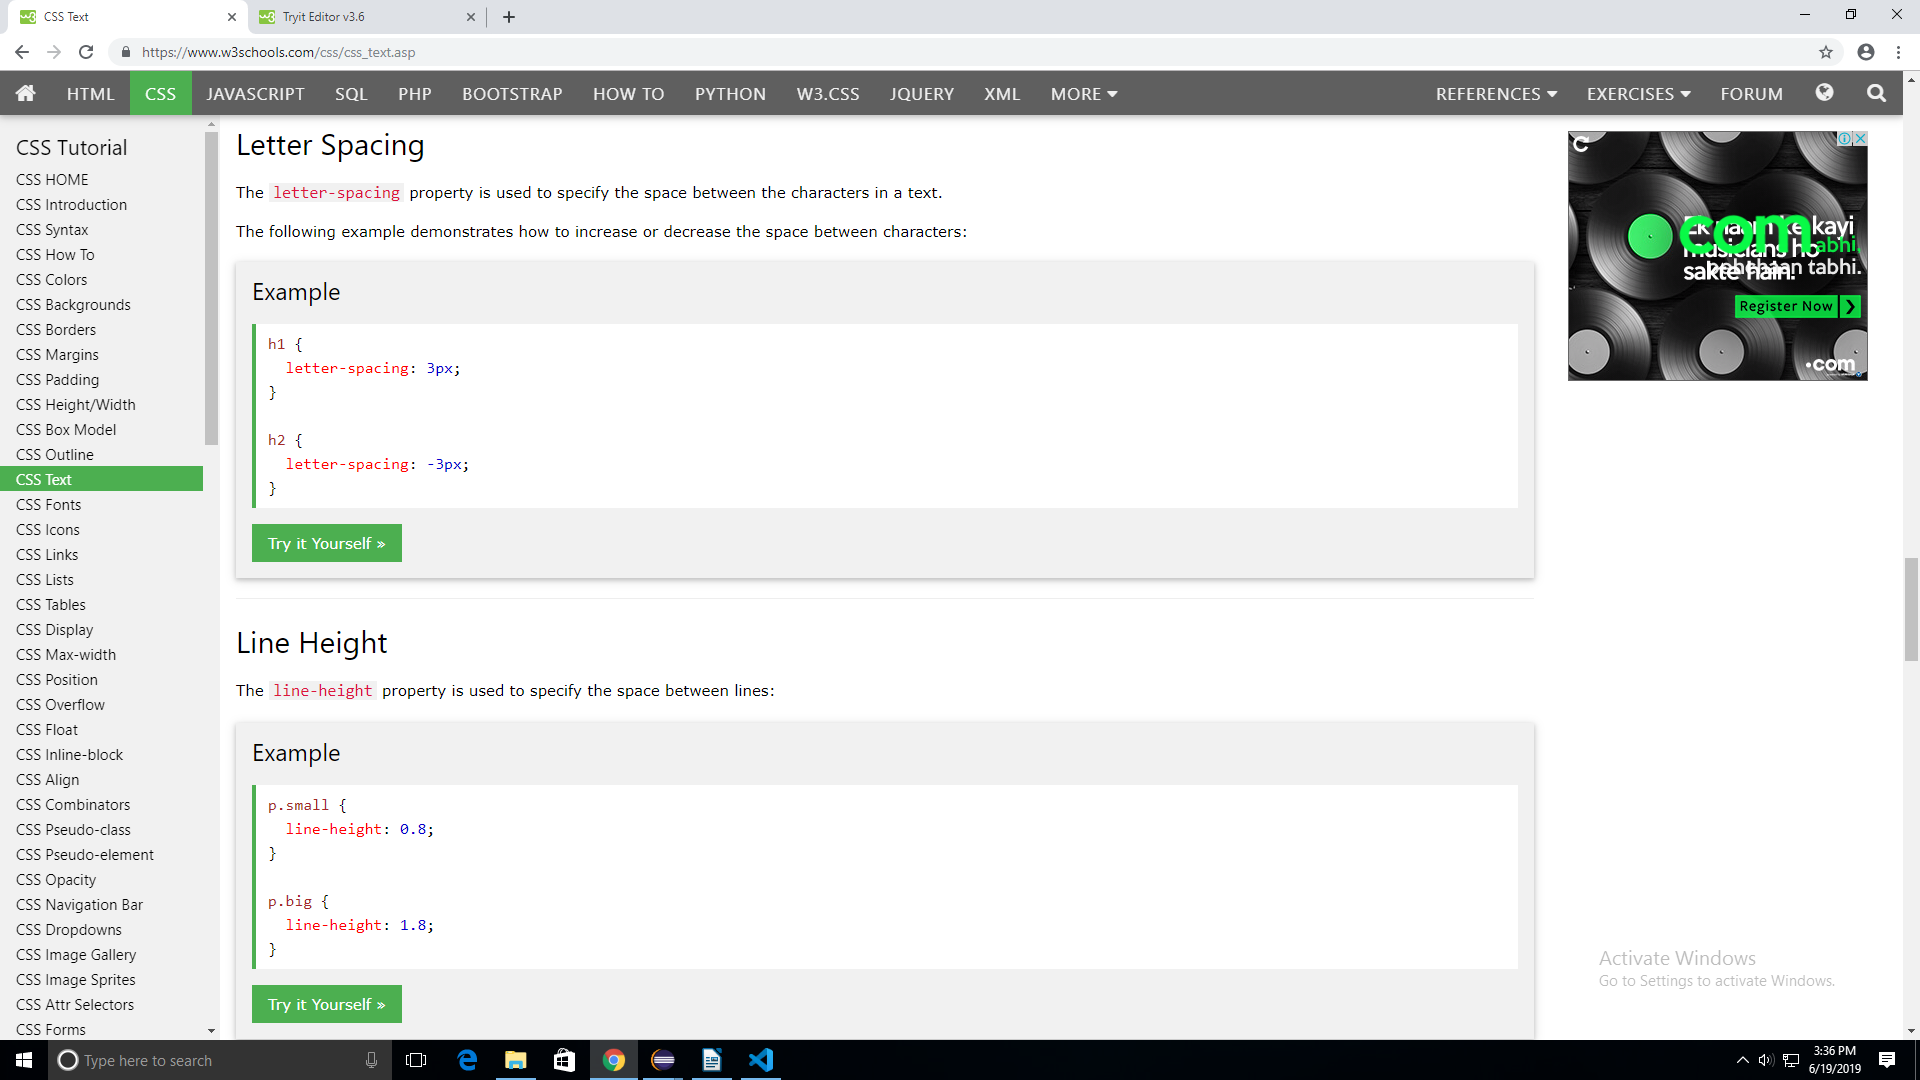 CSS Text
Tryit Editor v3.6
https://www.w3schools.com/css/css_text.asp
HTML CSS JAVASCRIPT SQL PHP BOOTSTRAP HOW TO PYTHON W3.CSS JQUERY XML MORE REFERENCES EXERCISES FORUM
CSS Tutorial
CSS HOME
CSS Introduction
CSS Syntax
CSS How To
CSS Colors
CSS Backgrounds
CSS Borders
CSS Margins
CSS Padding
CSS Height/Width
CSS Box Model
CSS Outline
CSS Text
CSS Fonts
CSS Icons
CSS Links
CSS Lists
CSS Tables
CSS Display
CSS Max-width
CSS Position
CSS Overflow
CSS Float
CSS Inline-block
CSS Align
CSS Combinators
CSS Pseudo-class
CSS Pseudo-element
CSS Opacity
CSS Navigation Bar
CSS Dropdowns
CSS Image Gallery
CSS Image Sprites
CSS Attr Selectors
CSS Forms
Letter Spacing
The letter-spacing property is used to specify the space between the characters in a text.
The following example demonstrates how to increase or decrease the space between characters:
Example
h1 {
letter-spacing: 3px;
}
h2 {
letter-spacing: -3px;
}
Try it Yourself »
Line Height
The line-height property is used to specify the space between lines:
Example
p.small {
line-height: 0.8;
}
p.big {
line-height: 1.8;
}
Try it Yourself »
com
kayi
musicians ho
abhi,
sakte hain.
tabhi.
Register Now
.com
Activate Windows
Go to Settings to activate Windows.
Type here to search
3:36 PM
6/19/2019